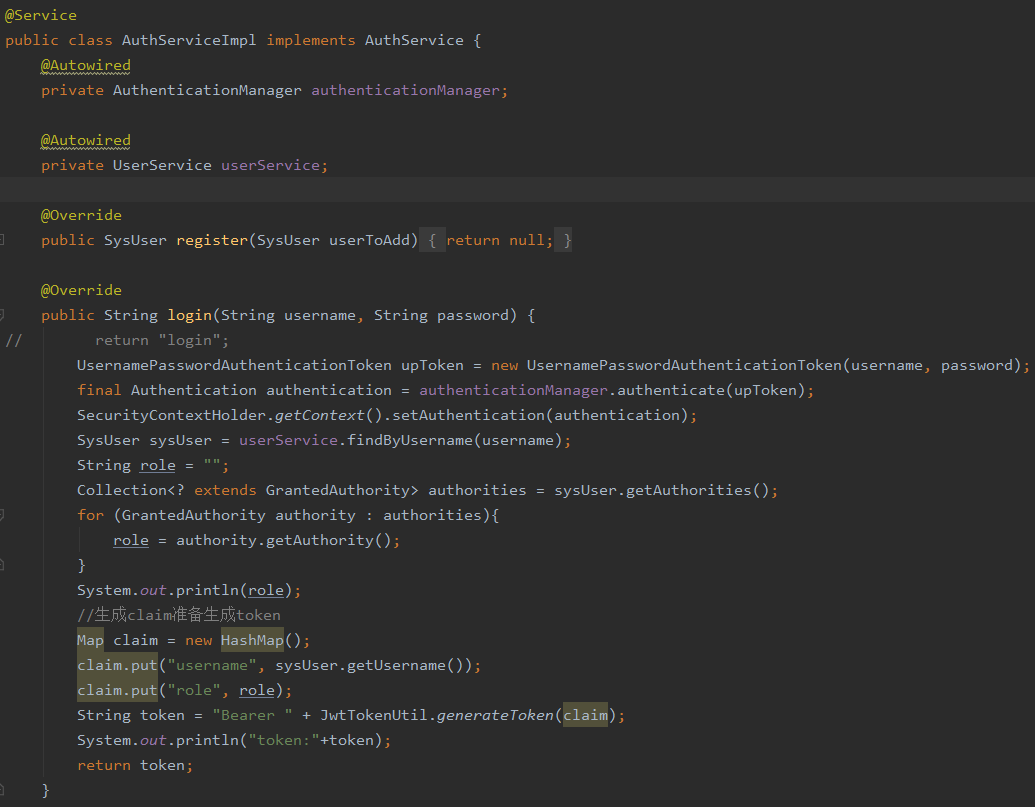 @Service
public class AuthServiceImpl implements AuthService {
    @Autowired
    private AuthenticationManager authenticationManager;

    @Autowired
    private UserService userService;

    @Override
    public SysUser register(SysUser userToAdd) { return null; }

    @Override
    public String login(String username, String password) {
//        return "login";
        UsernamePasswordAuthenticationToken upToken = new UsernamePasswordAuthenticationToken(username, password);
        final Authentication authentication = authenticationManager.authenticate(upToken);
        SecurityContextHolder.getContext().setAuthentication(authentication);
        SysUser sysUser = userService.findByUsername(username);
        String role = "";
        Collection<? extends GrantedAuthority> authorities = sysUser.getAuthorities();
        for (GrantedAuthority authority : authorities){
            role = authority.getAuthority();
        }
        System.out.println(role);
        //生成claim准备生成token
        Map claim = new HashMap();
        claim.put("username", sysUser.getUsername());
        claim.put("role", role);
        String token = "Bearer " + JwtTokenUtil.generateToken(claim);
        System.out.println("token:"+token);
        return token;
    }